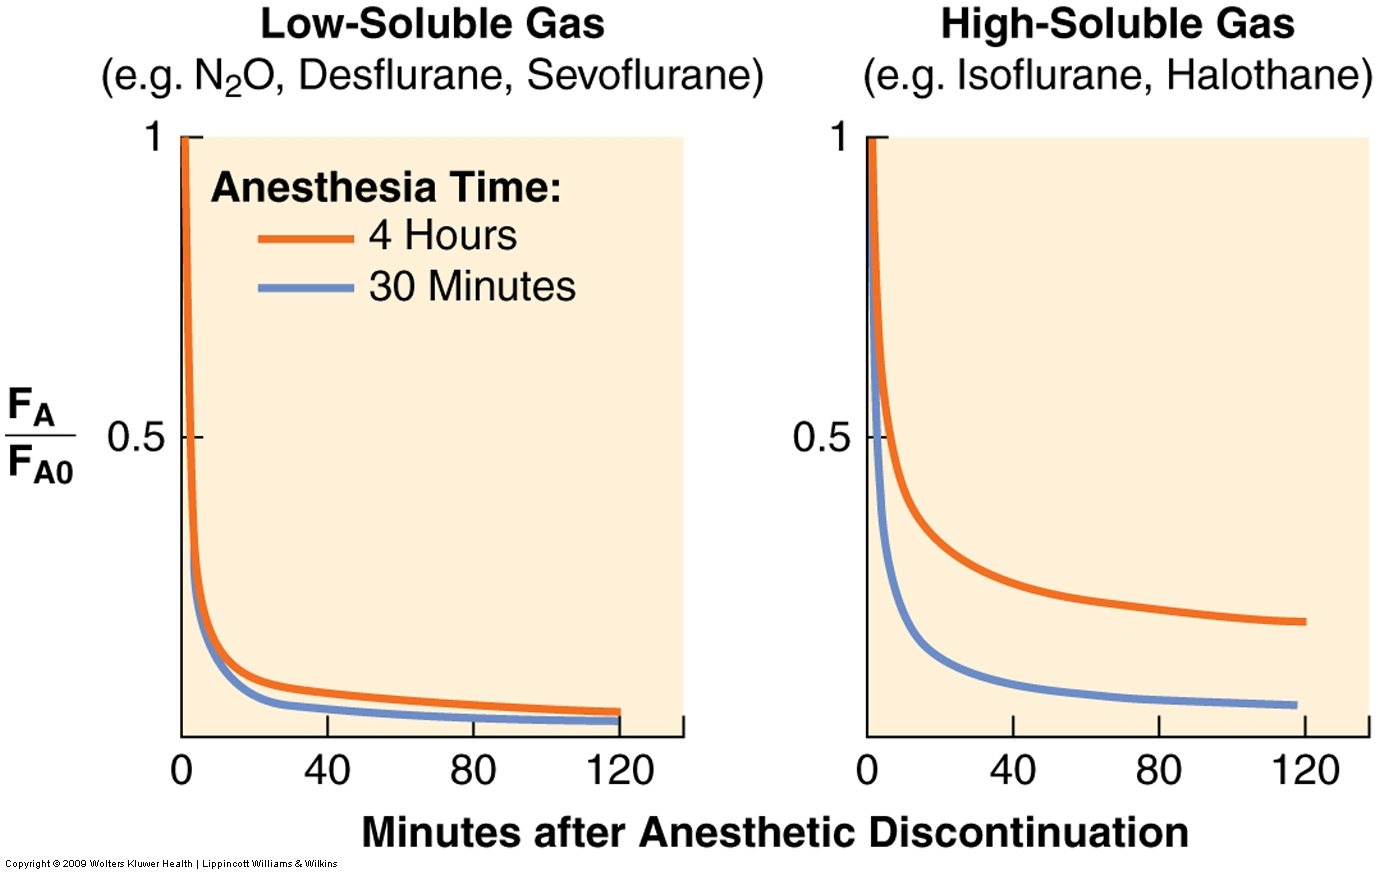 Low-Soluble Gas
(e.g. N₂O, Desflurane, Sevoflurane)
High-Soluble Gas
(e.g. Isoflurane, Halothane)
1
Anesthesia Time:
4 Hours
30 Minutes
0.5
F_A
F_A0
0 40 80 120
1
0.5
0 40 80 120
Minutes after Anesthetic Discontinuation
Copyright © 2009 Wolters Kluwer Health | Lippincott Williams & Wilkins